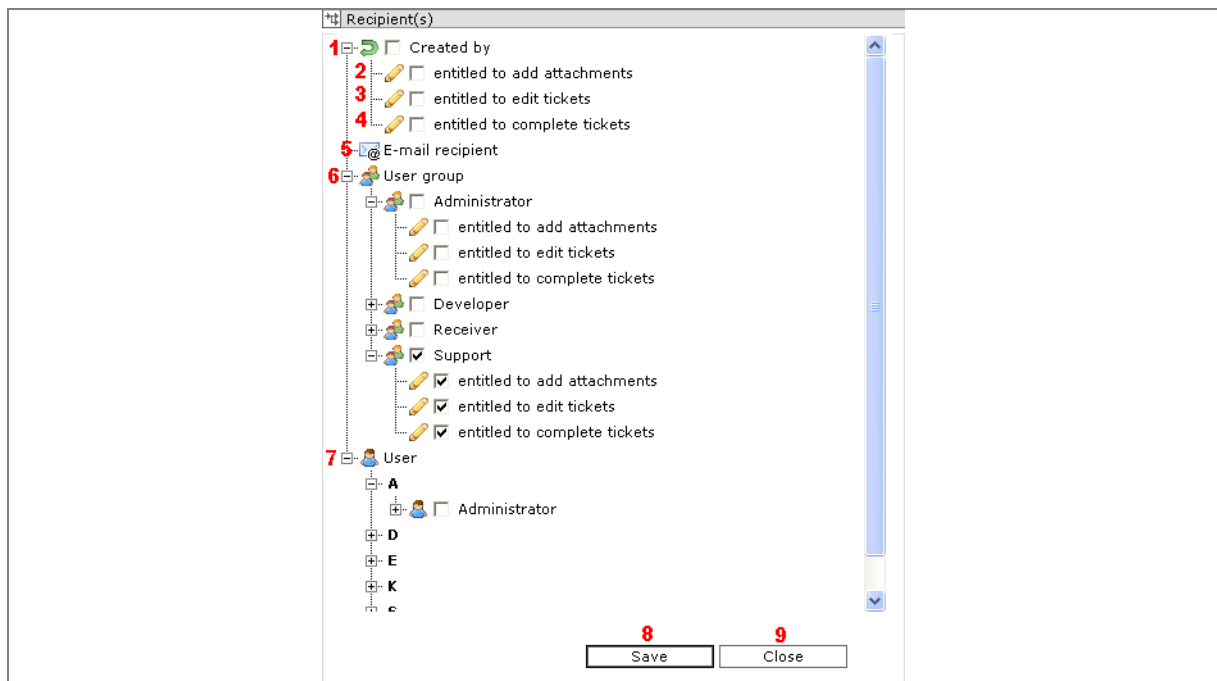 Recipient(s)
1 Created by
2 entitled to add attachments
3 entitled to edit tickets
4 entitled to complete tickets
5 E-mail recipient
6 User group
Administrator
entitled to add attachments
entitled to edit tickets
entitled to complete tickets
Developer
Receiver
Support
entitled to add attachments
entitled to edit tickets
entitled to complete tickets
7 User
A
Administrator
D
E
K
8 9
Save Close